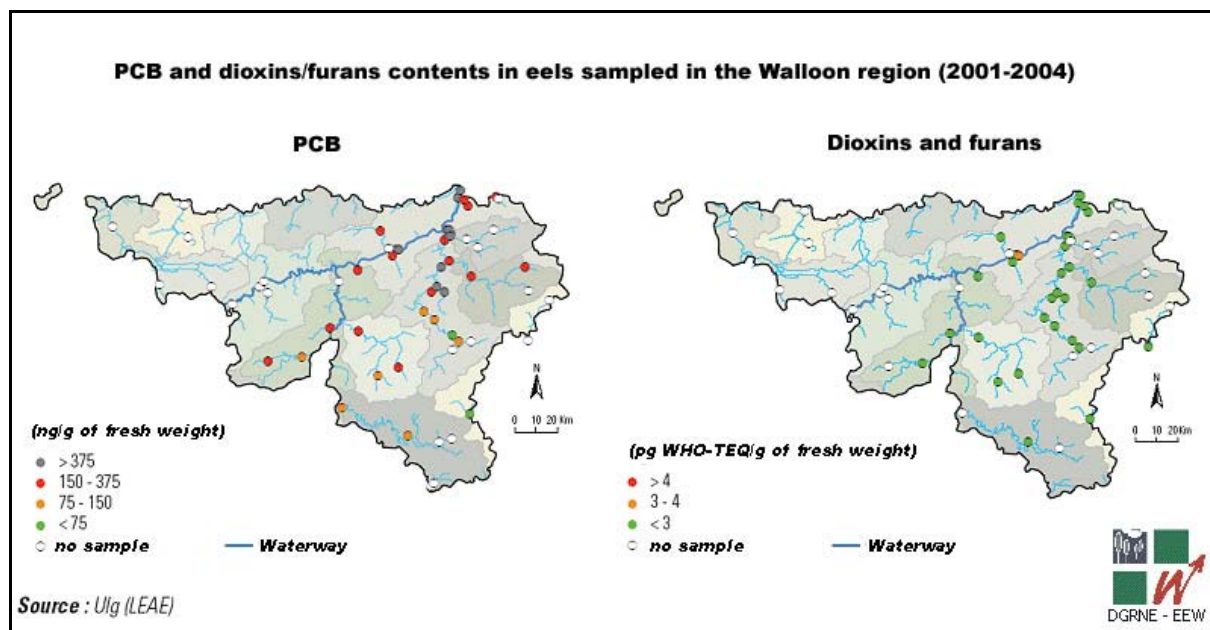 PCB and dioxins/furans contents in eels sampled in the Walloon region (2001-2004)
PCB
Dioxins and furans
N
0 10 20 Km
(ng/g of fresh weight)
> 375
150 - 375
75 - 150
< 75
no sample
Waterway
N
0 10 20 Km
(pg WHO-TEQ/g of fresh weight)
> 4
3 - 4
< 3
no sample
Waterway
Source : Ulg (LEAE)
DGRNE - EEW